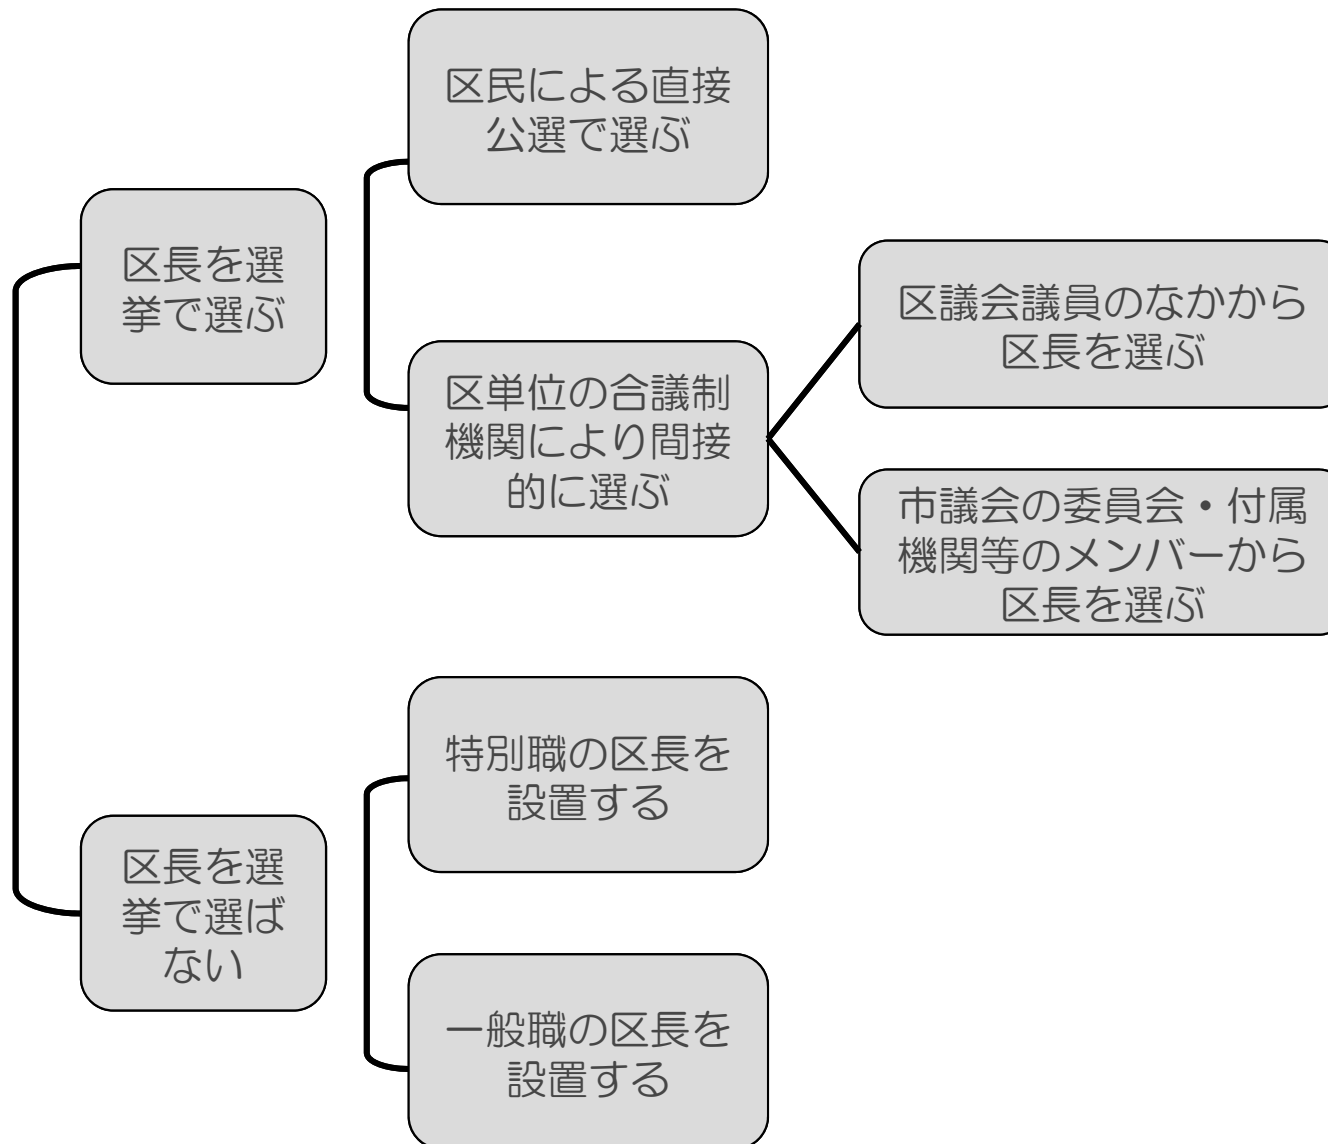 区民による直接
公選で選ぶ
区長を選
挙で選ぶ
区議会議員のなかから
区長を選ぶ
区単位の合議制
機関により間接
的に選ぶ
市議会の委員会・付属
機関等のメンバーから
区長を選ぶ
特別職の区長を
設置する
区長を選
挙で選ば
ない
一般職の区長を
設置する